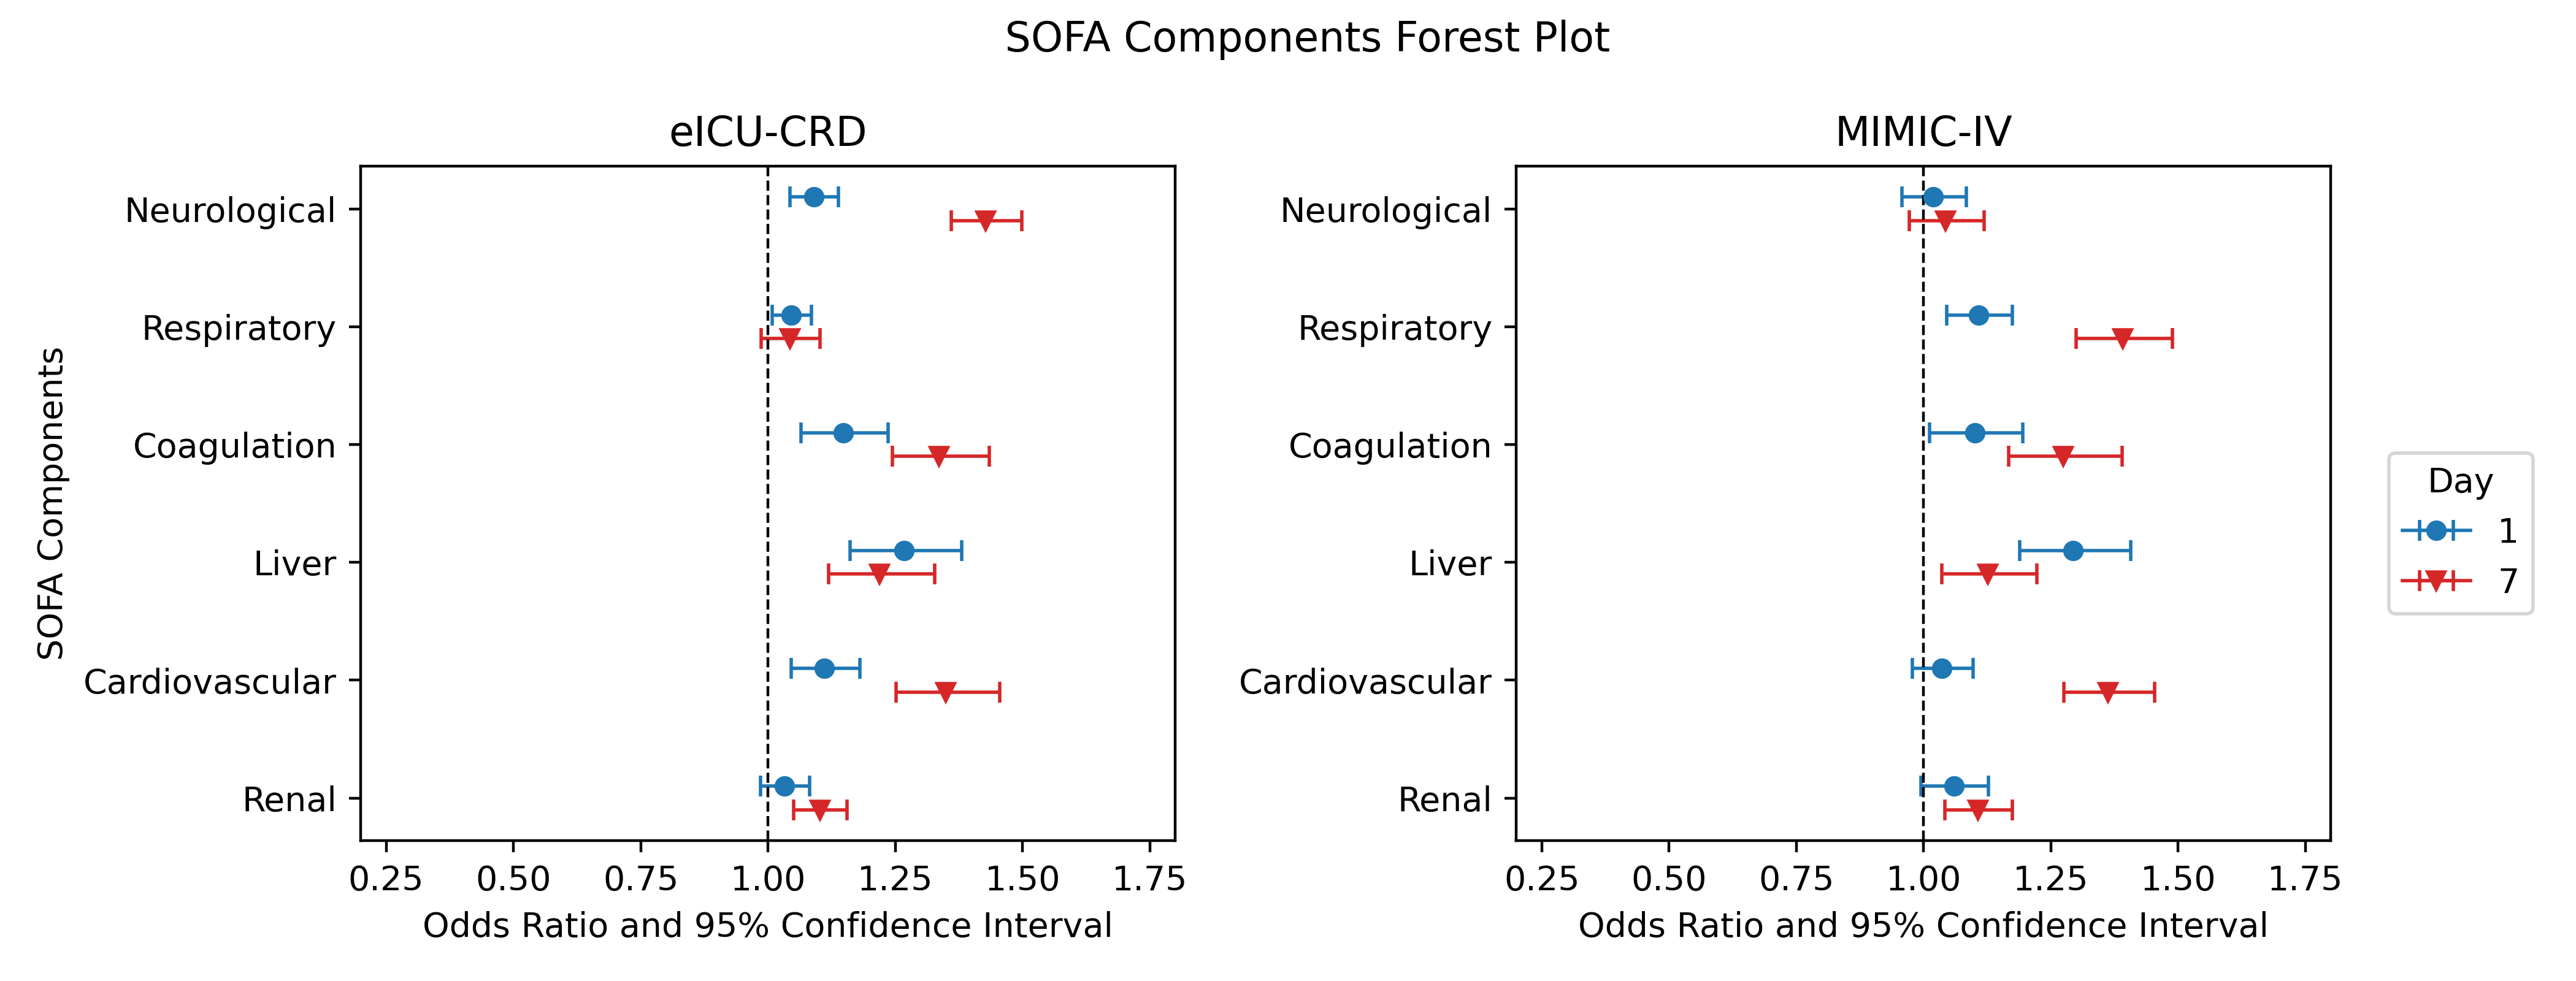 SOFA Components Forest Plot
eICU-CRD
SOFA Components
Neurological
Respiratory
Coagulation
Liver
Cardiovascular
Renal
0.25 0.50 0.75 1.00 1.25 1.50 1.75
Odds Ratio and 95% Confidence Interval
MIMIC-IV
Neurological
Respiratory
Coagulation
Liver
Cardiovascular
Renal
0.25 0.50 0.75 1.00 1.25 1.50 1.75
Odds Ratio and 95% Confidence Interval
Day
1
7